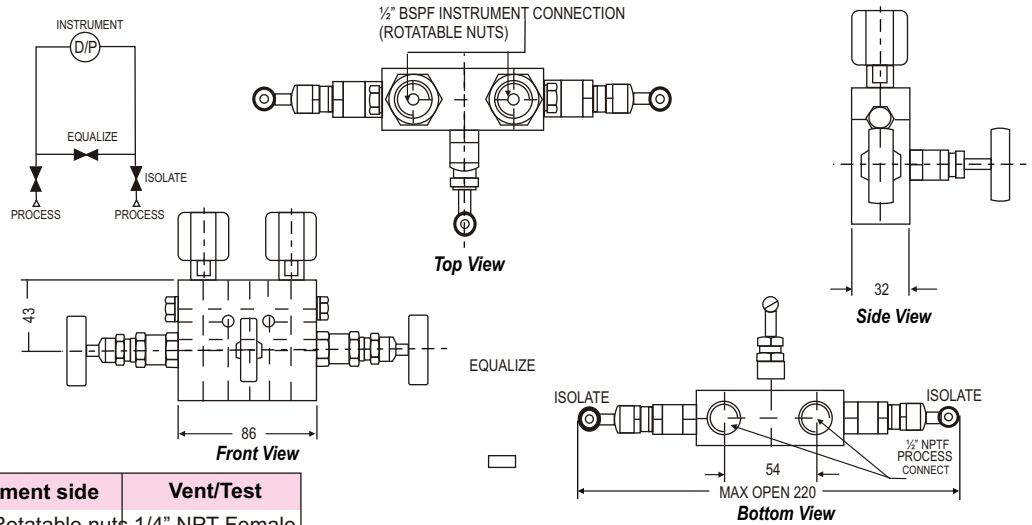 ½" BSPF INSTRUMENT CONNECTION
(ROTATABLE NUTS)
INSTRUMENT
D/P
EQUALIZE
ISOLATE
PROCESS
PROCESS
Top View
32
Side View
43
86
Front View
EQUALIZE
ISOLATE
ISOLATE
½" NPTF
PROCESS
CONNECT
54
MAX OPEN 220
Bottom View
ment side Vent/Test
Rotatable nuts 1/4" NPT Female